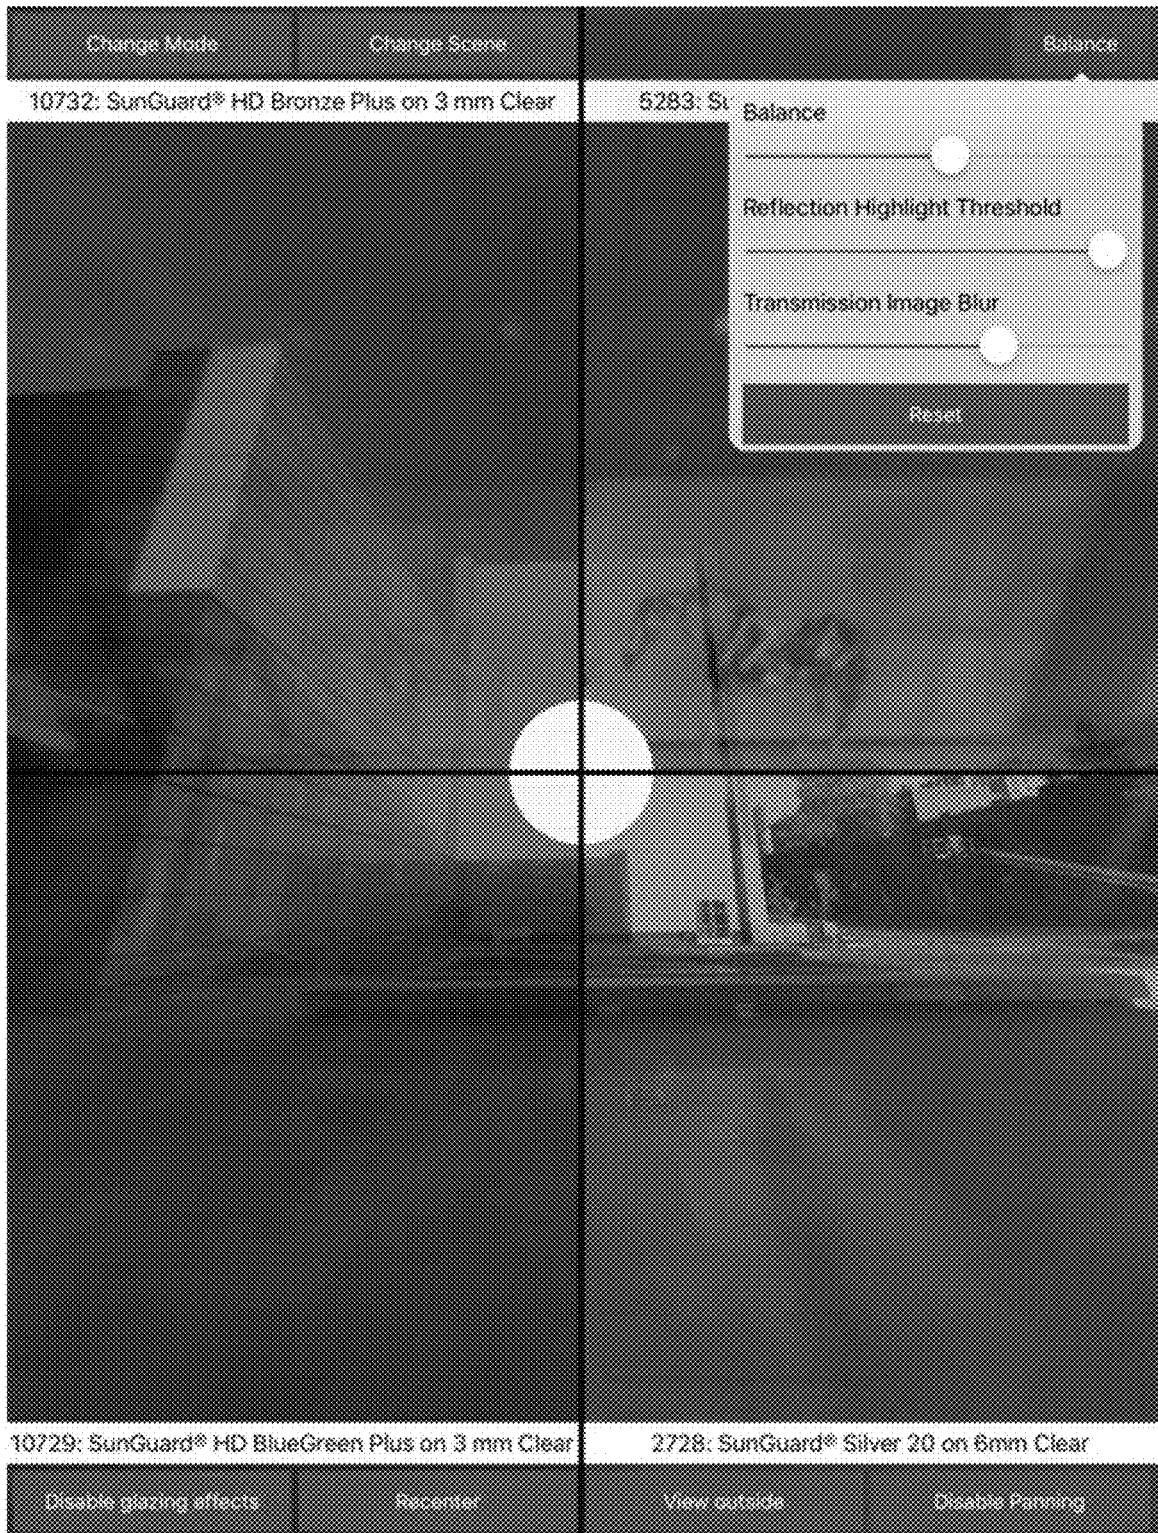 Change Mode
Change Scene
Balance
10732: SunGuard® HD Bronze Plus on 3 mm Clear
5283: Su
Balance
Reflection Highlight Threshold
Transmission Image Blur
Reset
10729: SunGuard® HD BlueGreen Plus on 3 mm Clear
2728: SunGuard® Silver 20 on 6mm Clear
Disable glazing effects
Recenter
View outside
Disable Panning